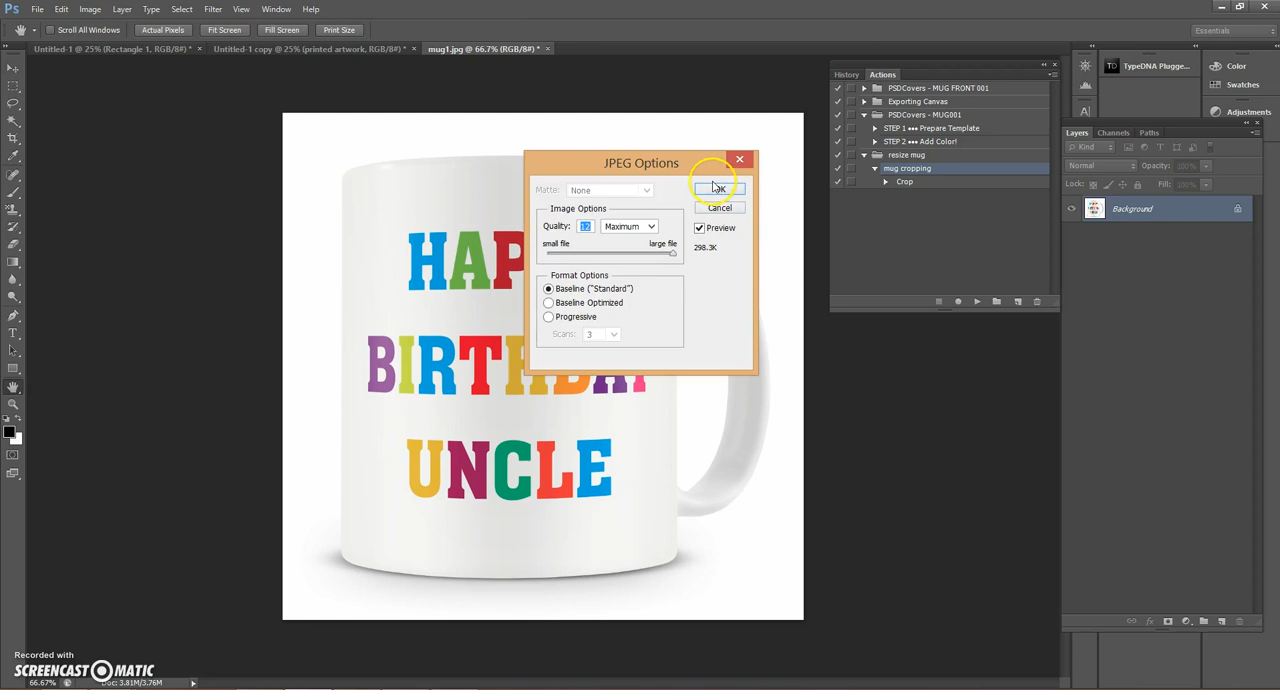 Ps File Edit Image Layer Type Select Filter View Window Help
Scroll All Windows Actual Pixels Fit Screen Fill Screen Print Size Essentials
Untitled-1 @ 25% (Rectangle 1, RGB/8#) * × Untitled-1 copy @ 25% (printed artwork, RGB/8#) * × mug1.jpg @ 66.7% (RGB/8#) * ×
History Actions
PSDCovers - MUG FRONT 001
Exporting Canvas
PSDCovers - MUG001
STEP 1 ••• Prepare Template
STEP 2 ••• Add Color!
resize mug
mug cropping
Crop
TD TypeDNA Plugge...
Color
Swatches
Adjustments
Layers Channels Paths
Kind
Normal Opacity: 100%
Lock: Fill: 100%
Background
JPEG Options
Matte: None
OK
Image Options
Cancel
Quality: 12 Maximum
Preview
small file large file
298.3K
Format Options
Baseline ("Standard")
Baseline Optimized
Progressive
Scans: 3
HAP
BIRTHDAY
UNCLE
Recorded with
SCREENCAST MATIC
66.67% Doc: 3.81M/3.76M